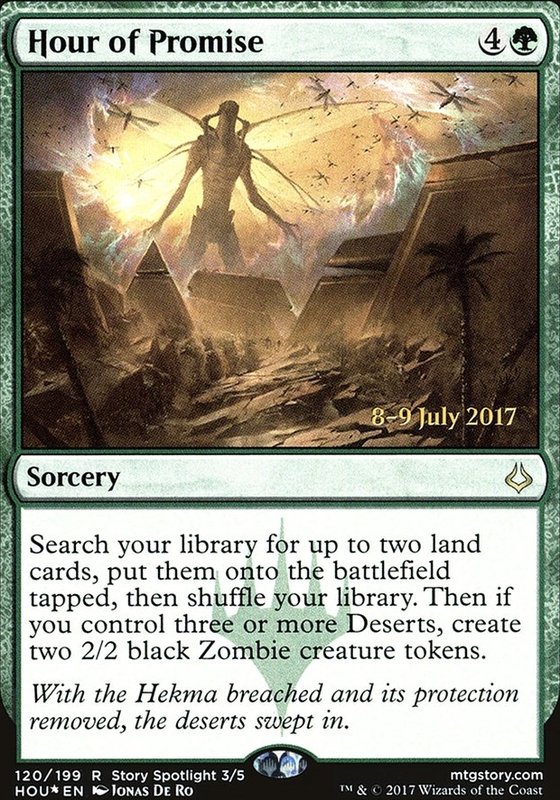 Hour of Promise 4
8–9 July 2017
Sorcery
Search your library for up to two land
cards, put them onto the battlefield
tapped, then shuffle your library. Then if
you control three or more Deserts, create
two 2/2 black Zombie creature tokens.
With the Hekma breached and its protection
removed, the deserts swept in.
120/199 R Story Spotlight 3/5
mtgstory.com
HOU★EN Jonas De Ro
™ & © 2017 Wizards of the Coast